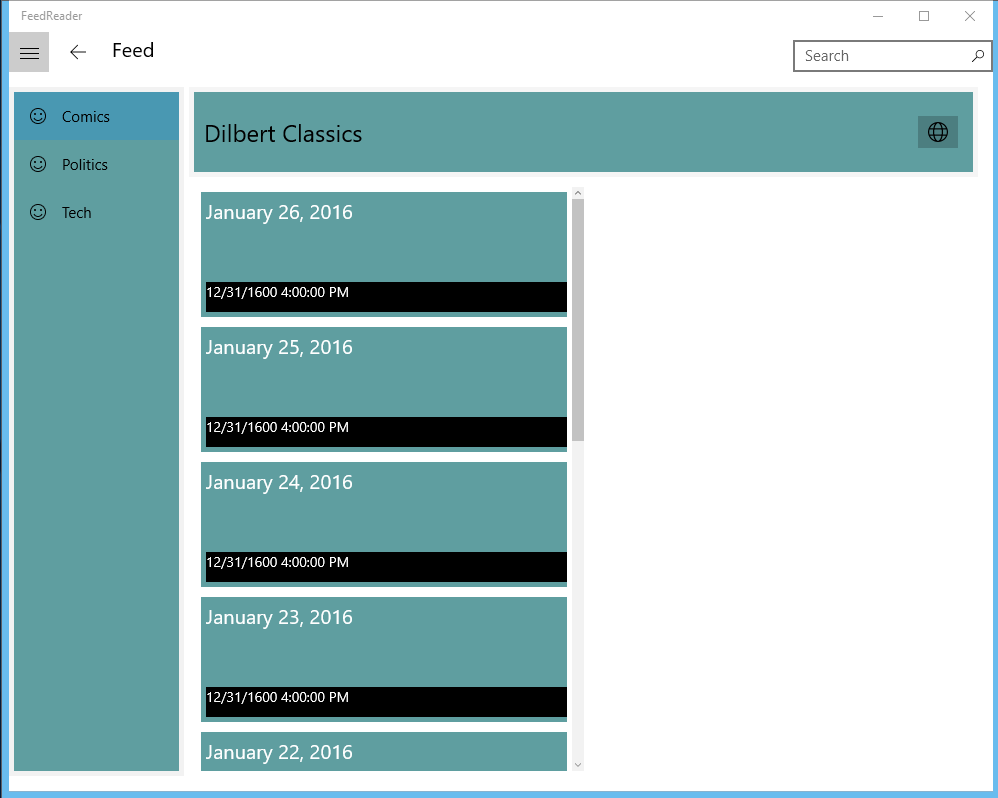 FeedReader
Feed
Search
Comics
Politics
Tech
Dilbert Classics
January 26, 2016
12/31/1600 4:00:00 PM
January 25, 2016
12/31/1600 4:00:00 PM
January 24, 2016
12/31/1600 4:00:00 PM
January 23, 2016
12/31/1600 4:00:00 PM
January 22, 2016